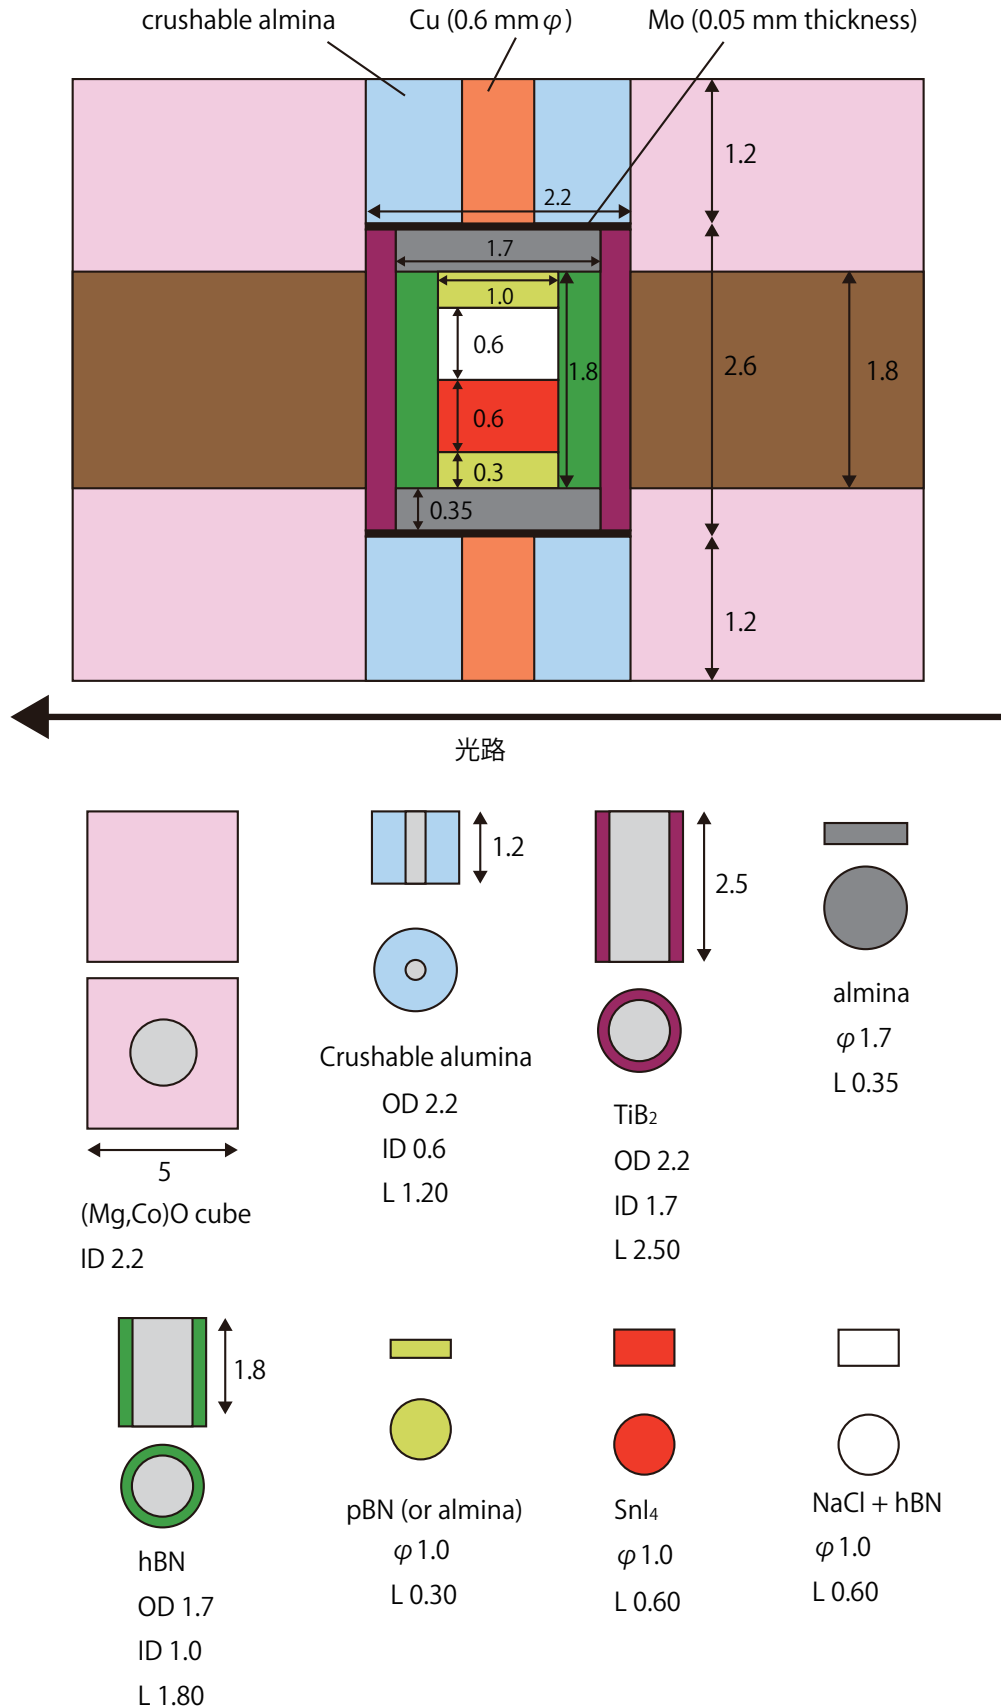 crushable almina
Cu (0.6 mmφ)
Mo (0.05 mm thickness)
1.2
2.2
1.7
1.0
0.6
1.8
2.6
1.8
0.6
0.3
0.35
1.2
光路
1.2
2.5
almina
φ1.7
L 0.35
Crushable alumina
OD 2.2
ID 0.6
L 1.20
TiB2
OD 2.2
ID 1.7
L 2.50
5
(Mg,Co)O cube
ID 2.2
1.8
hBN
OD 1.7
ID 1.0
L 1.80
pBN (or almina)
φ1.0
L 0.30
SnI4
φ1.0
L 0.60
NaCl + hBN
φ1.0
L 0.60